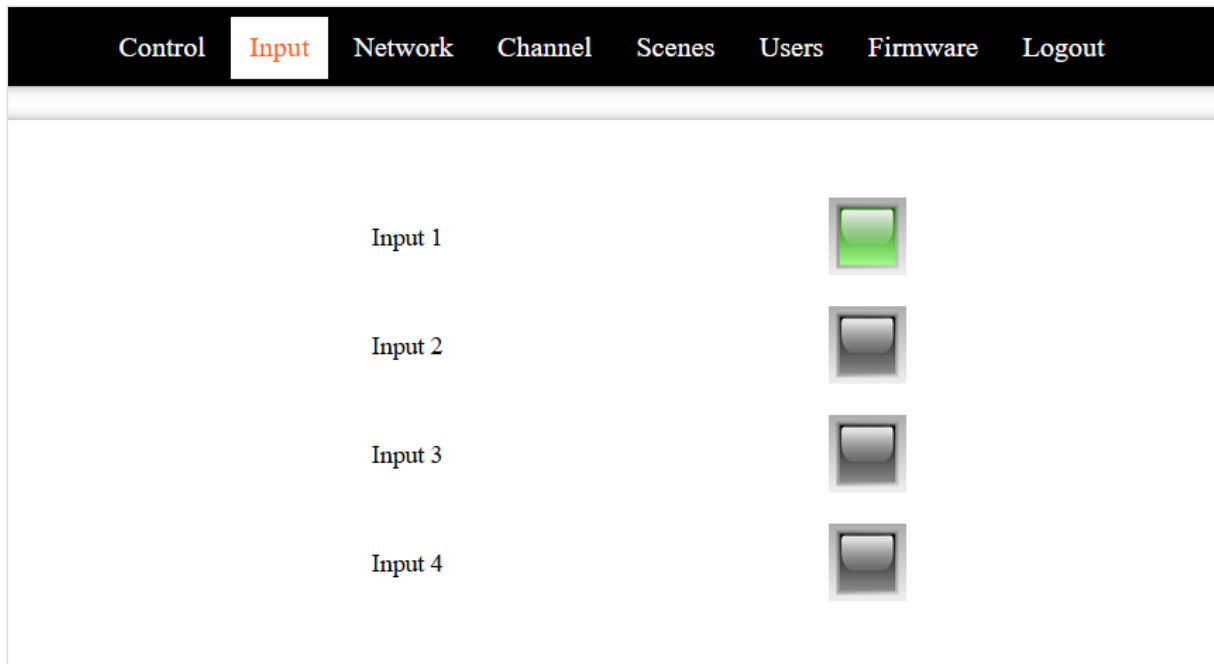 Control Input Network Channel Scenes Users Firmware Logout
Input 1
Input 2
Input 3
Input 4